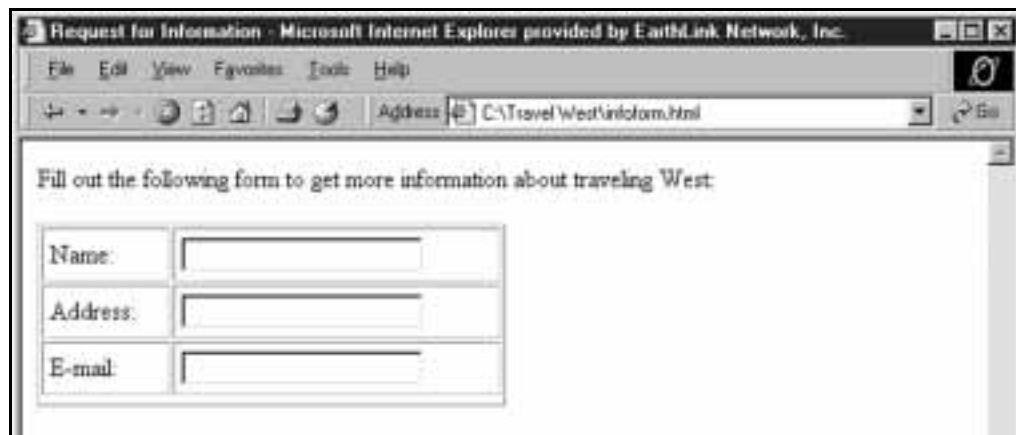 Request for Information - Microsoft Internet Explorer provided by EarthLink Network, Inc.
File Edit View Favorites Tools Help
Address C:\Travel West\infoform.html Go
Fill out the following form to get more information about traveling West:
Name:
Address:
E-mail: